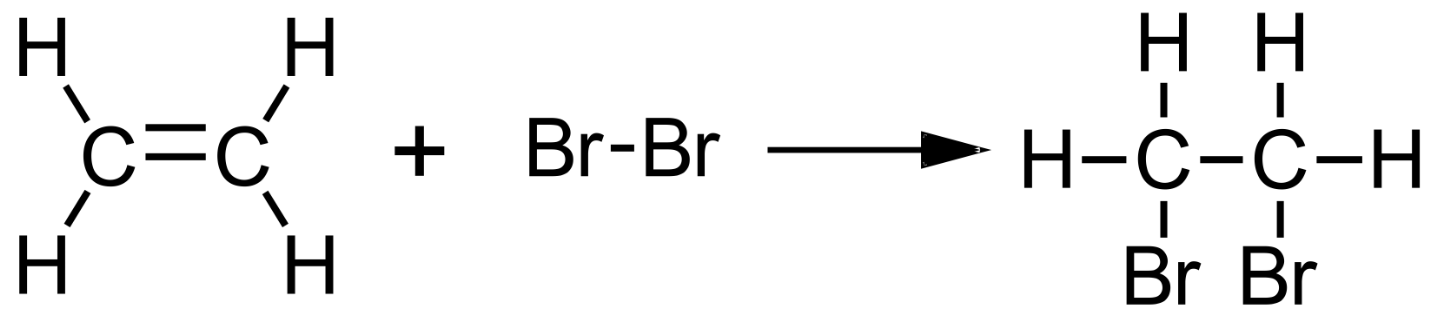 H H H H
C=C + Br-Br H-C-C-H
H H Br Br